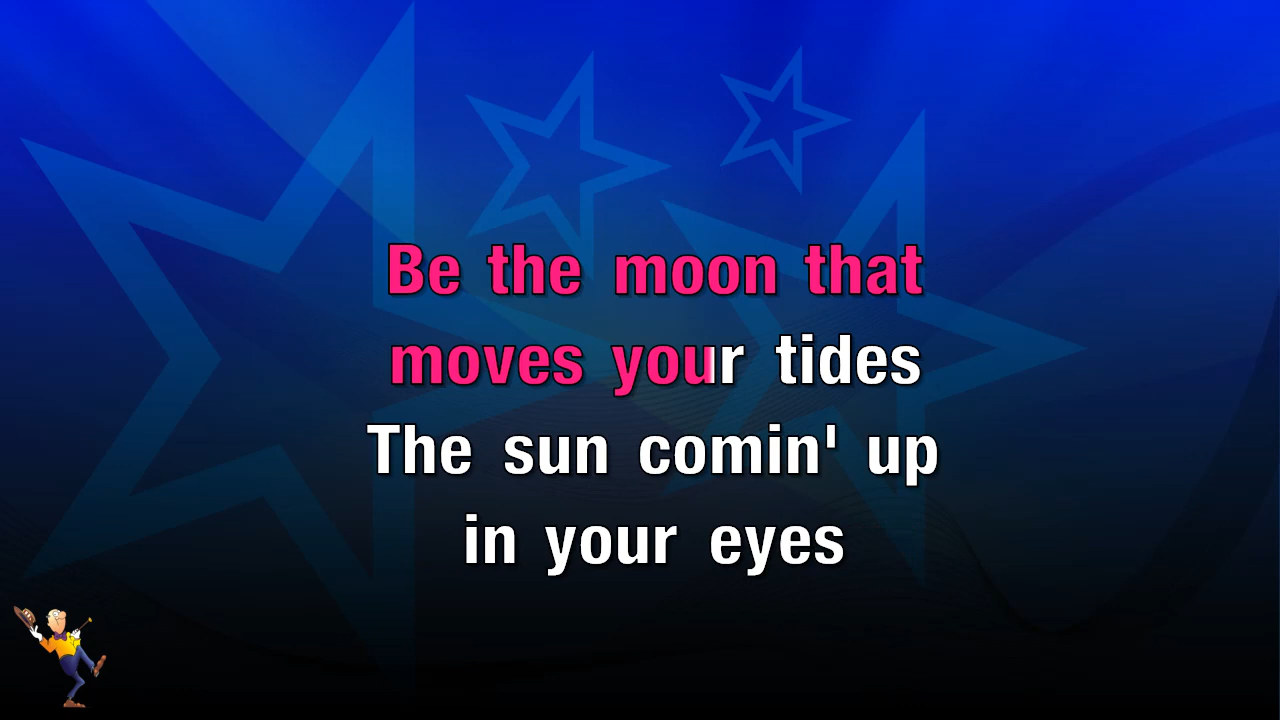 Be the moon that
moves your tides
The sun comin' up
in your eyes